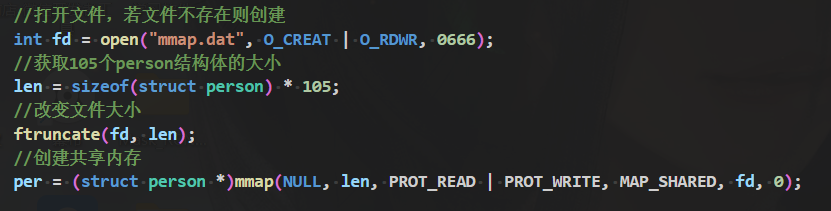 //打开文件，若文件不存在则创建
int fd = open("mmap.dat", O_CREAT | O_RDWR, 0666);
//获取105个person结构体的大小
len = sizeof(struct person) * 105;
//改变文件大小
ftruncate(fd, len);
//创建共享内存
per = (struct person *)mmap(NULL, len, PROT_READ | PROT_WRITE, MAP_SHARED, fd, 0);